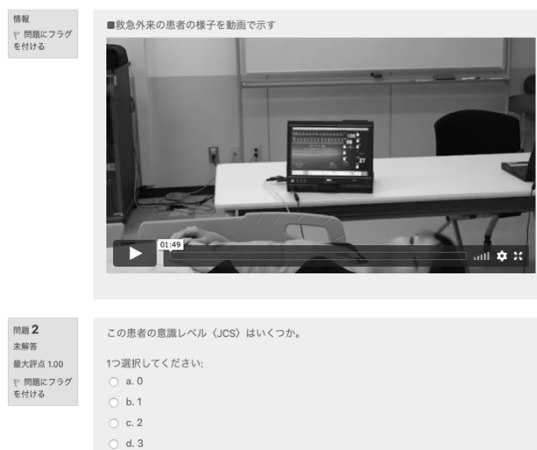 情報
問題にフラグ
を付ける
■救急外来の患者の様子を動画で示す
01:49
問題 2
未解答
最大評点 1.00
問題にフラグ
を付ける
この患者の意識レベル〈JCS〉はいくつか。
1つ選択してください:
a. 0
b. 1
c. 2
d. 3